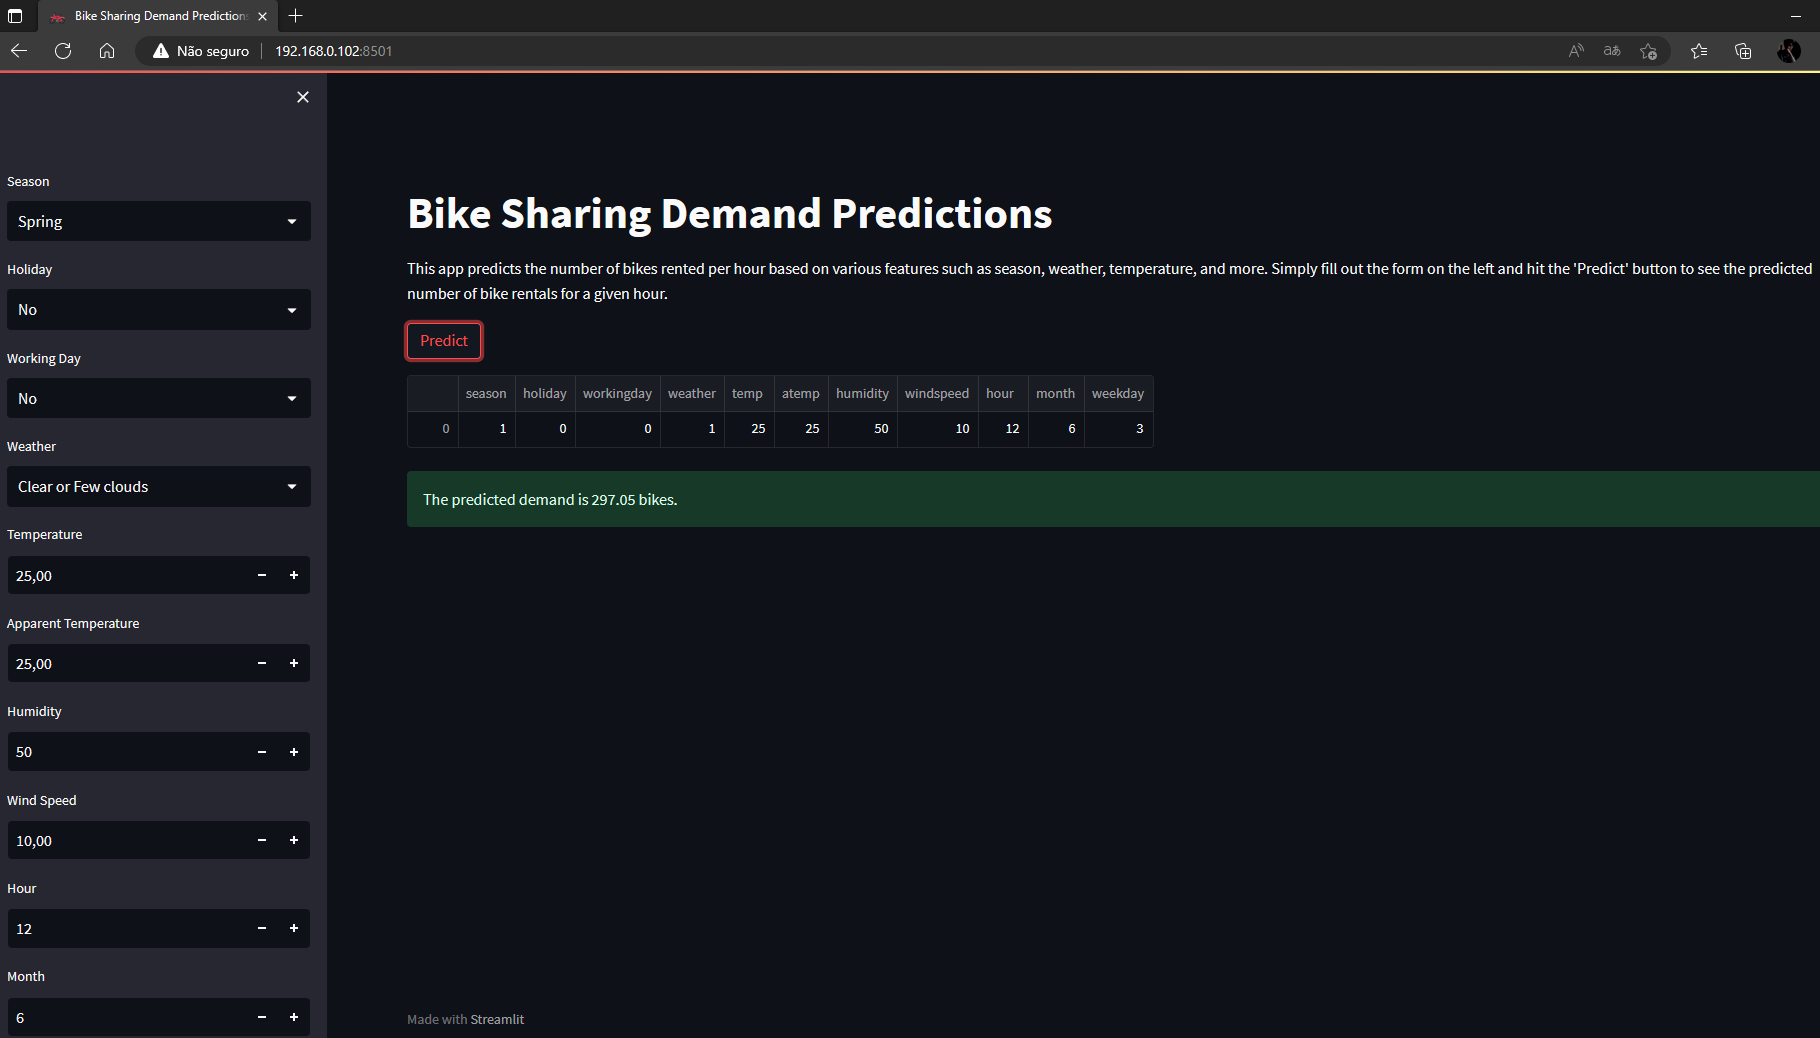 Bike Sharing Demand Predictions
Não seguro
192.168.0.102:8501
Season
Spring
Holiday
No
Working Day
No
Weather
Clear or Few clouds
Temperature
25,00
Apparent Temperature
25,00
Humidity
50
Wind Speed
10,00
Hour
12
Month
6
Bike Sharing Demand Predictions
This app predicts the number of bikes rented per hour based on various features such as season, weather, temperature, and more. Simply fill out the form on the left and hit the 'Predict' button to see the predicted
number of bike rentals for a given hour.
Predict
season holiday workingday weather temp atemp humidity windspeed hour month weekday
0 1 0 0 1 25 25 50 10 12 6 3
The predicted demand is 297.05 bikes.
Made with Streamlit